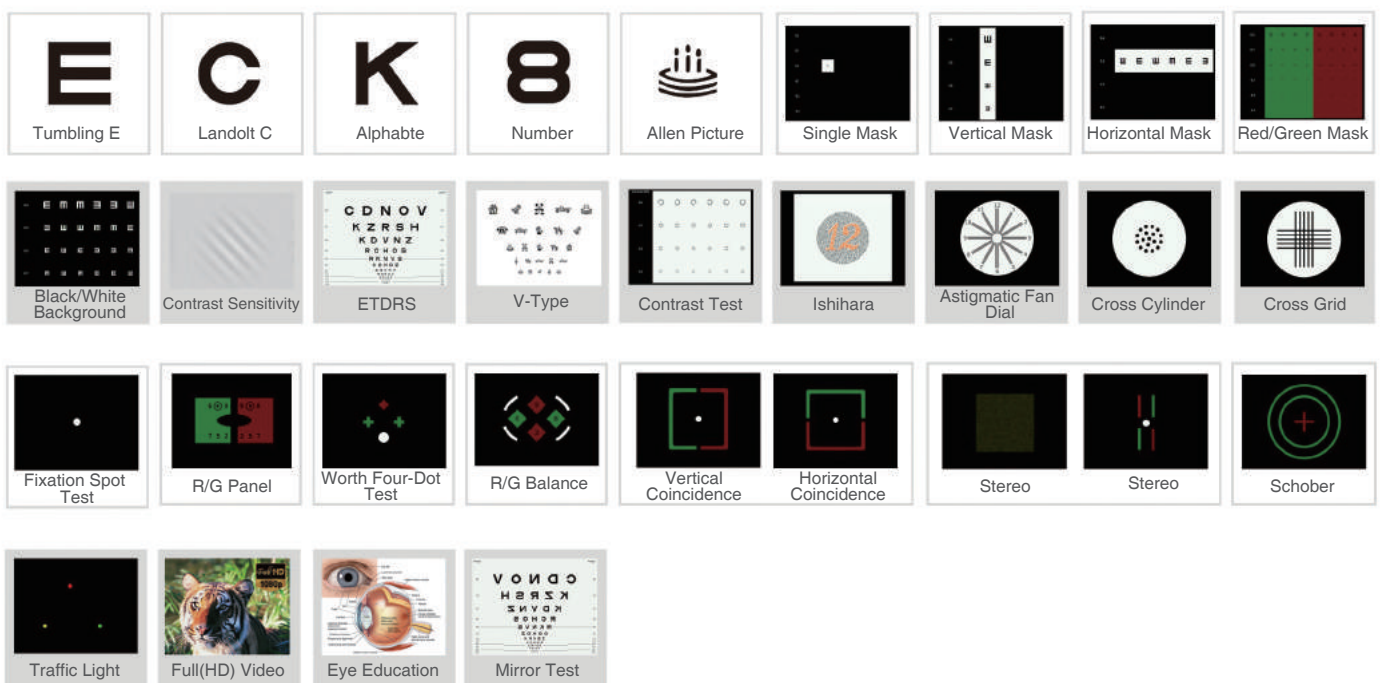 E
C
K
8
Tumbling E
Landolt C
Alphabte
Number
Allen Picture
Single Mask
Vertical Mask
Horizontal Mask
Red/Green Mask
C D N O V
K Z R S H
K D V N Z
R C H O S
R K N V S
12
Black/White
Background
Contrast Sensitivity
ETDRS
V-Type
Contrast Test
Ishihara
Astigmatic Fan
Dial
Cross Cylinder
Cross Grid
Fixation Spot
Test
R/G Panel
Worth Four-Dot
Test
R/G Balance
Vertical
Coincidence
Horizontal
Coincidence
Stereo
Stereo
Schober
Full HD
1080p
Traffic Light
Full(HD) Video
Eye Education
Mirror Test